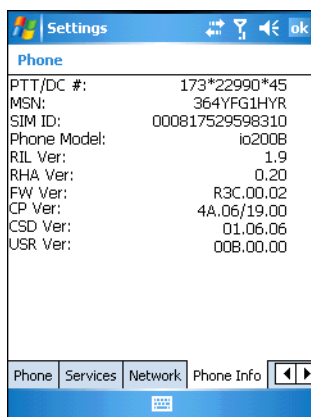 Settings ok
Phone
PTT/DC #: 173*22990*45
MSN: 364YFG1HYR
SIM ID: 000817529598310
Phone Model: io200B
RIL Ver: 1.9
RHA Ver: 0.20
FW Ver: R3C.00.02
CP Ver: 4A.06/19.00
CSD Ver: 01.06.06
USR Ver: 00B.00.00
Phone Services Network Phone Info